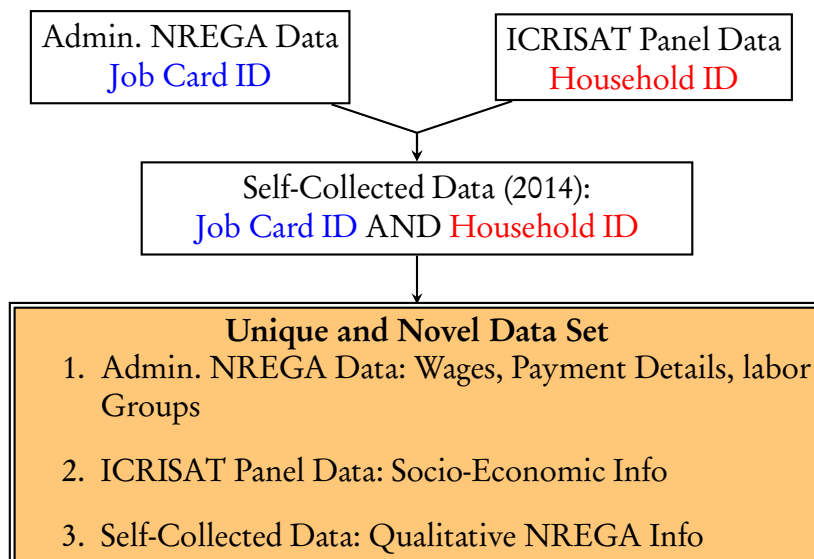 Admin. NREGA Data
Job Card ID
ICRISAT Panel Data
Household ID
Self-Collected Data (2014):
Job Card ID AND Household ID
Unique and Novel Data Set
1. Admin. NREGA Data: Wages, Payment Details, labor
Groups
2. ICRISAT Panel Data: Socio-Economic Info
3. Self-Collected Data: Qualitative NREGA Info